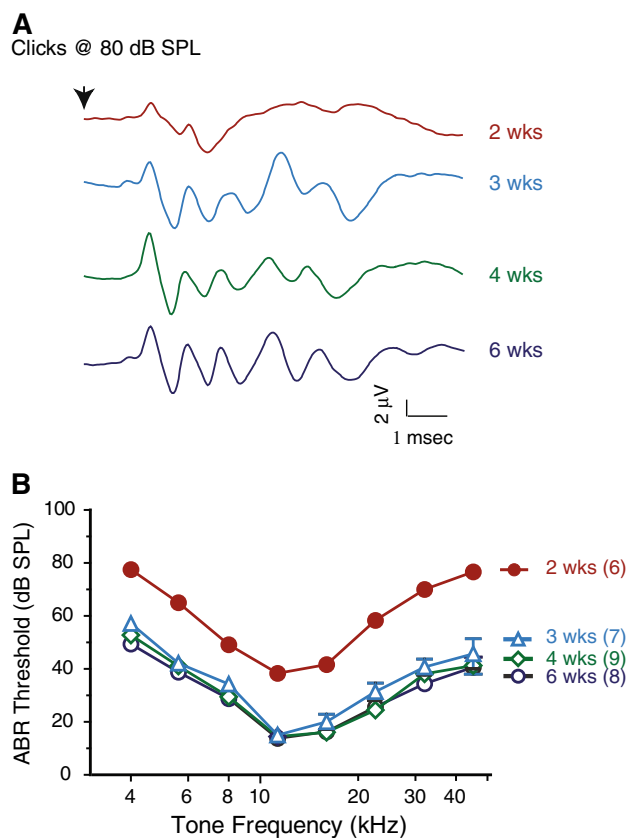 A
Clicks @ 80 dB SPL
2 wks
3 wks
4 wks
6 wks
2 μV
1 msec
B
100
80
60
40
20
0
ABR Threshold (dB SPL)
2 wks (6)
3 wks (7)
4 wks (9)
6 wks (8)
4 6 8 10 20 30 40
Tone Frequency (kHz)